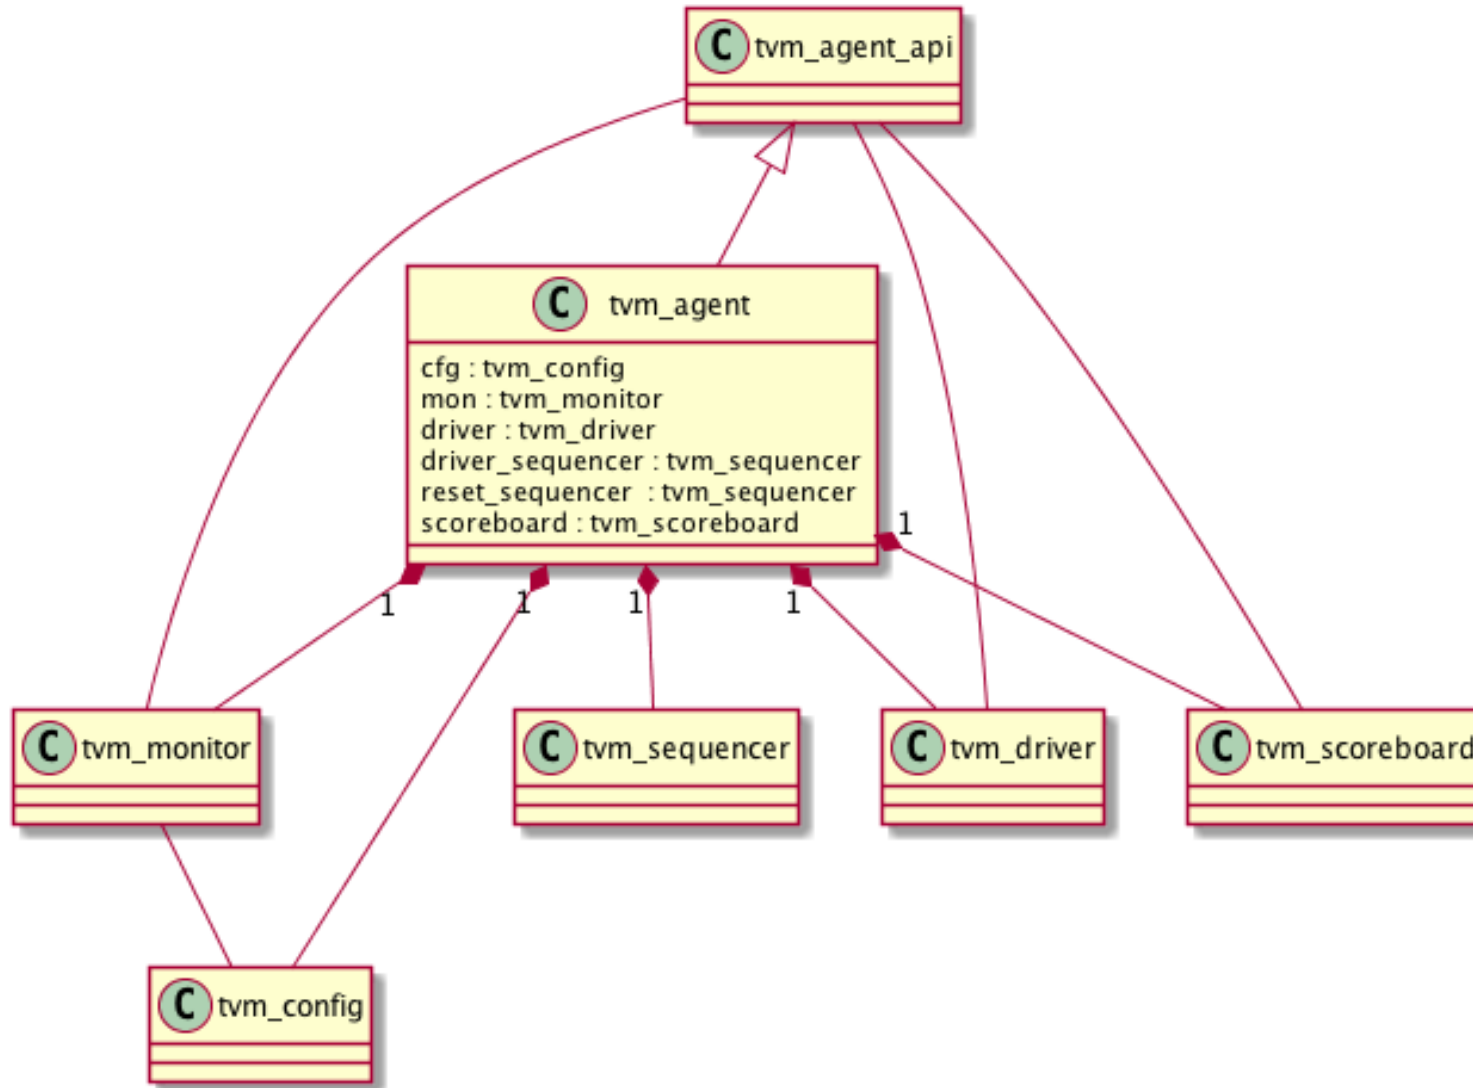 C tvm_agent_api
C tvm_agent
cfg : tvm_config
mon : tvm_monitor
driver : tvm_driver
driver_sequencer : tvm_sequencer
reset_sequencer  : tvm_sequencer
scoreboard : tvm_scoreboard
1
1
1
1
1
C tvm_monitor
C tvm_sequencer
C tvm_driver
C tvm_scoreboard
C tvm_config